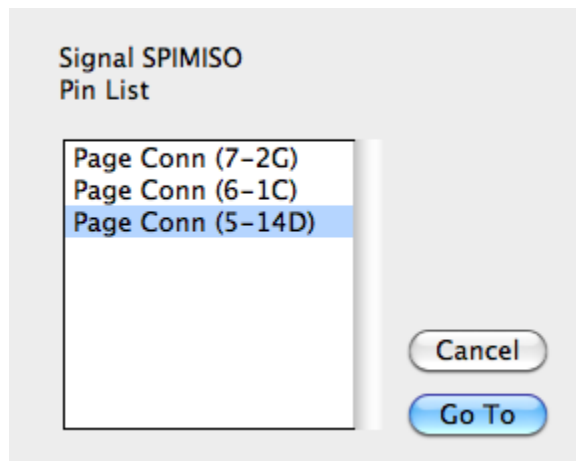 Signal SPIMISO
Pin List
Page Conn (7-2G)
Page Conn (6-1C)
Page Conn (5-14D)
Cancel
Go To